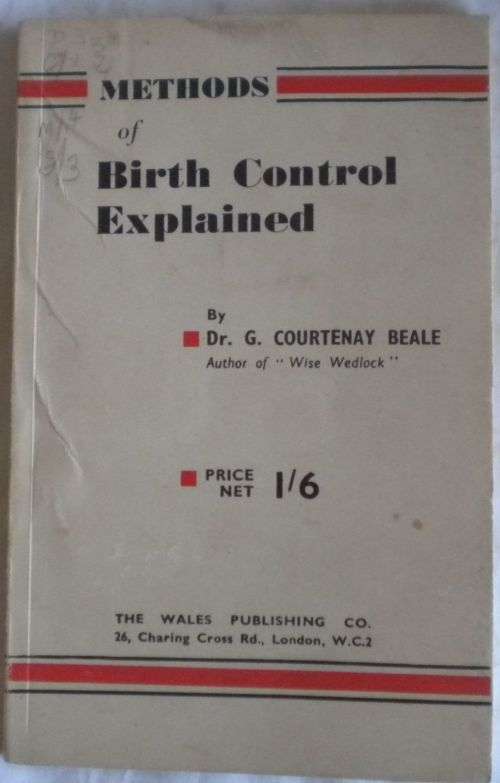 METHODS
of
Birth Control
Explained
By
Dr. G. COURTENAY BEALE
Author of "Wise Wedlock"
PRICE
NET 1/6
THE WALES PUBLISHING CO.
26, Charing Cross Rd., London, W.C.2